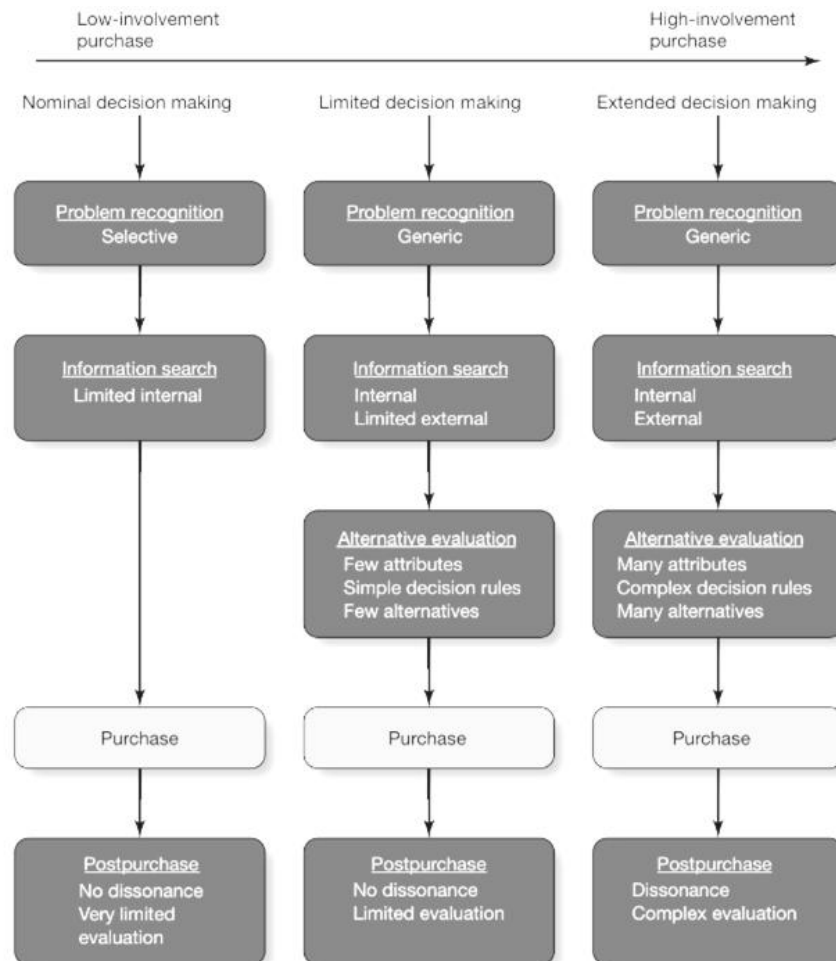 Low-involvement
purchase
High-involvement
purchase
Nominal decision making
Limited decision making
Extended decision making
Problem recognition
Selective
Problem recognition
Generic
Problem recognition
Generic
Information search
Limited internal
Information search
Internal
Limited external
Information search
Internal
External
Alternative evaluation
Few attributes
Simple decision rules
Few alternatives
Alternative evaluation
Many attributes
Complex decision rules
Many alternatives
Purchase
Purchase
Purchase
Postpurchase
No dissonance
Very limited
evaluation
Postpurchase
No dissonance
Limited evaluation
Postpurchase
Dissonance
Complex evaluation